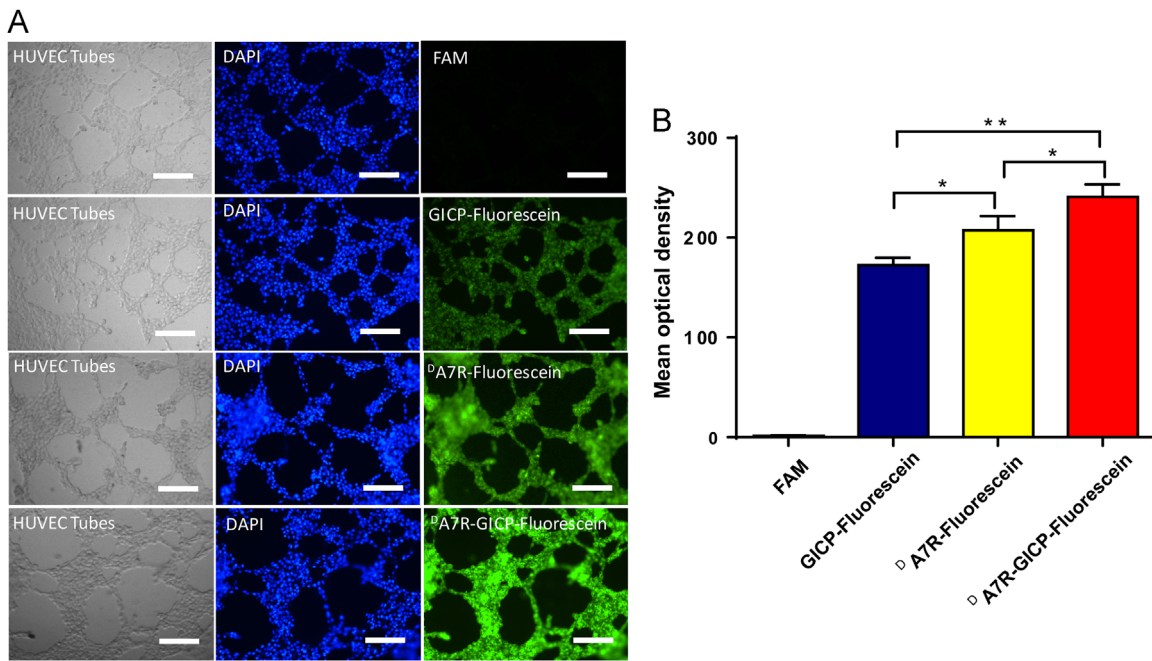 A
HUVEC Tubes
DAPI
FAM
HUVEC Tubes
DAPI
GICP-Fluorescein
HUVEC Tubes
DAPI
ᴰA7R-Fluorescein
HUVEC Tubes
DAPI
ᴰA7R-GICP-Fluorescein
B
Mean optical density
300
200
100
0
**
*
*
FAM
GICP-Fluorescein
ᴰ A7R-Fluorescein
ᴰ A7R-GICP-Fluorescein